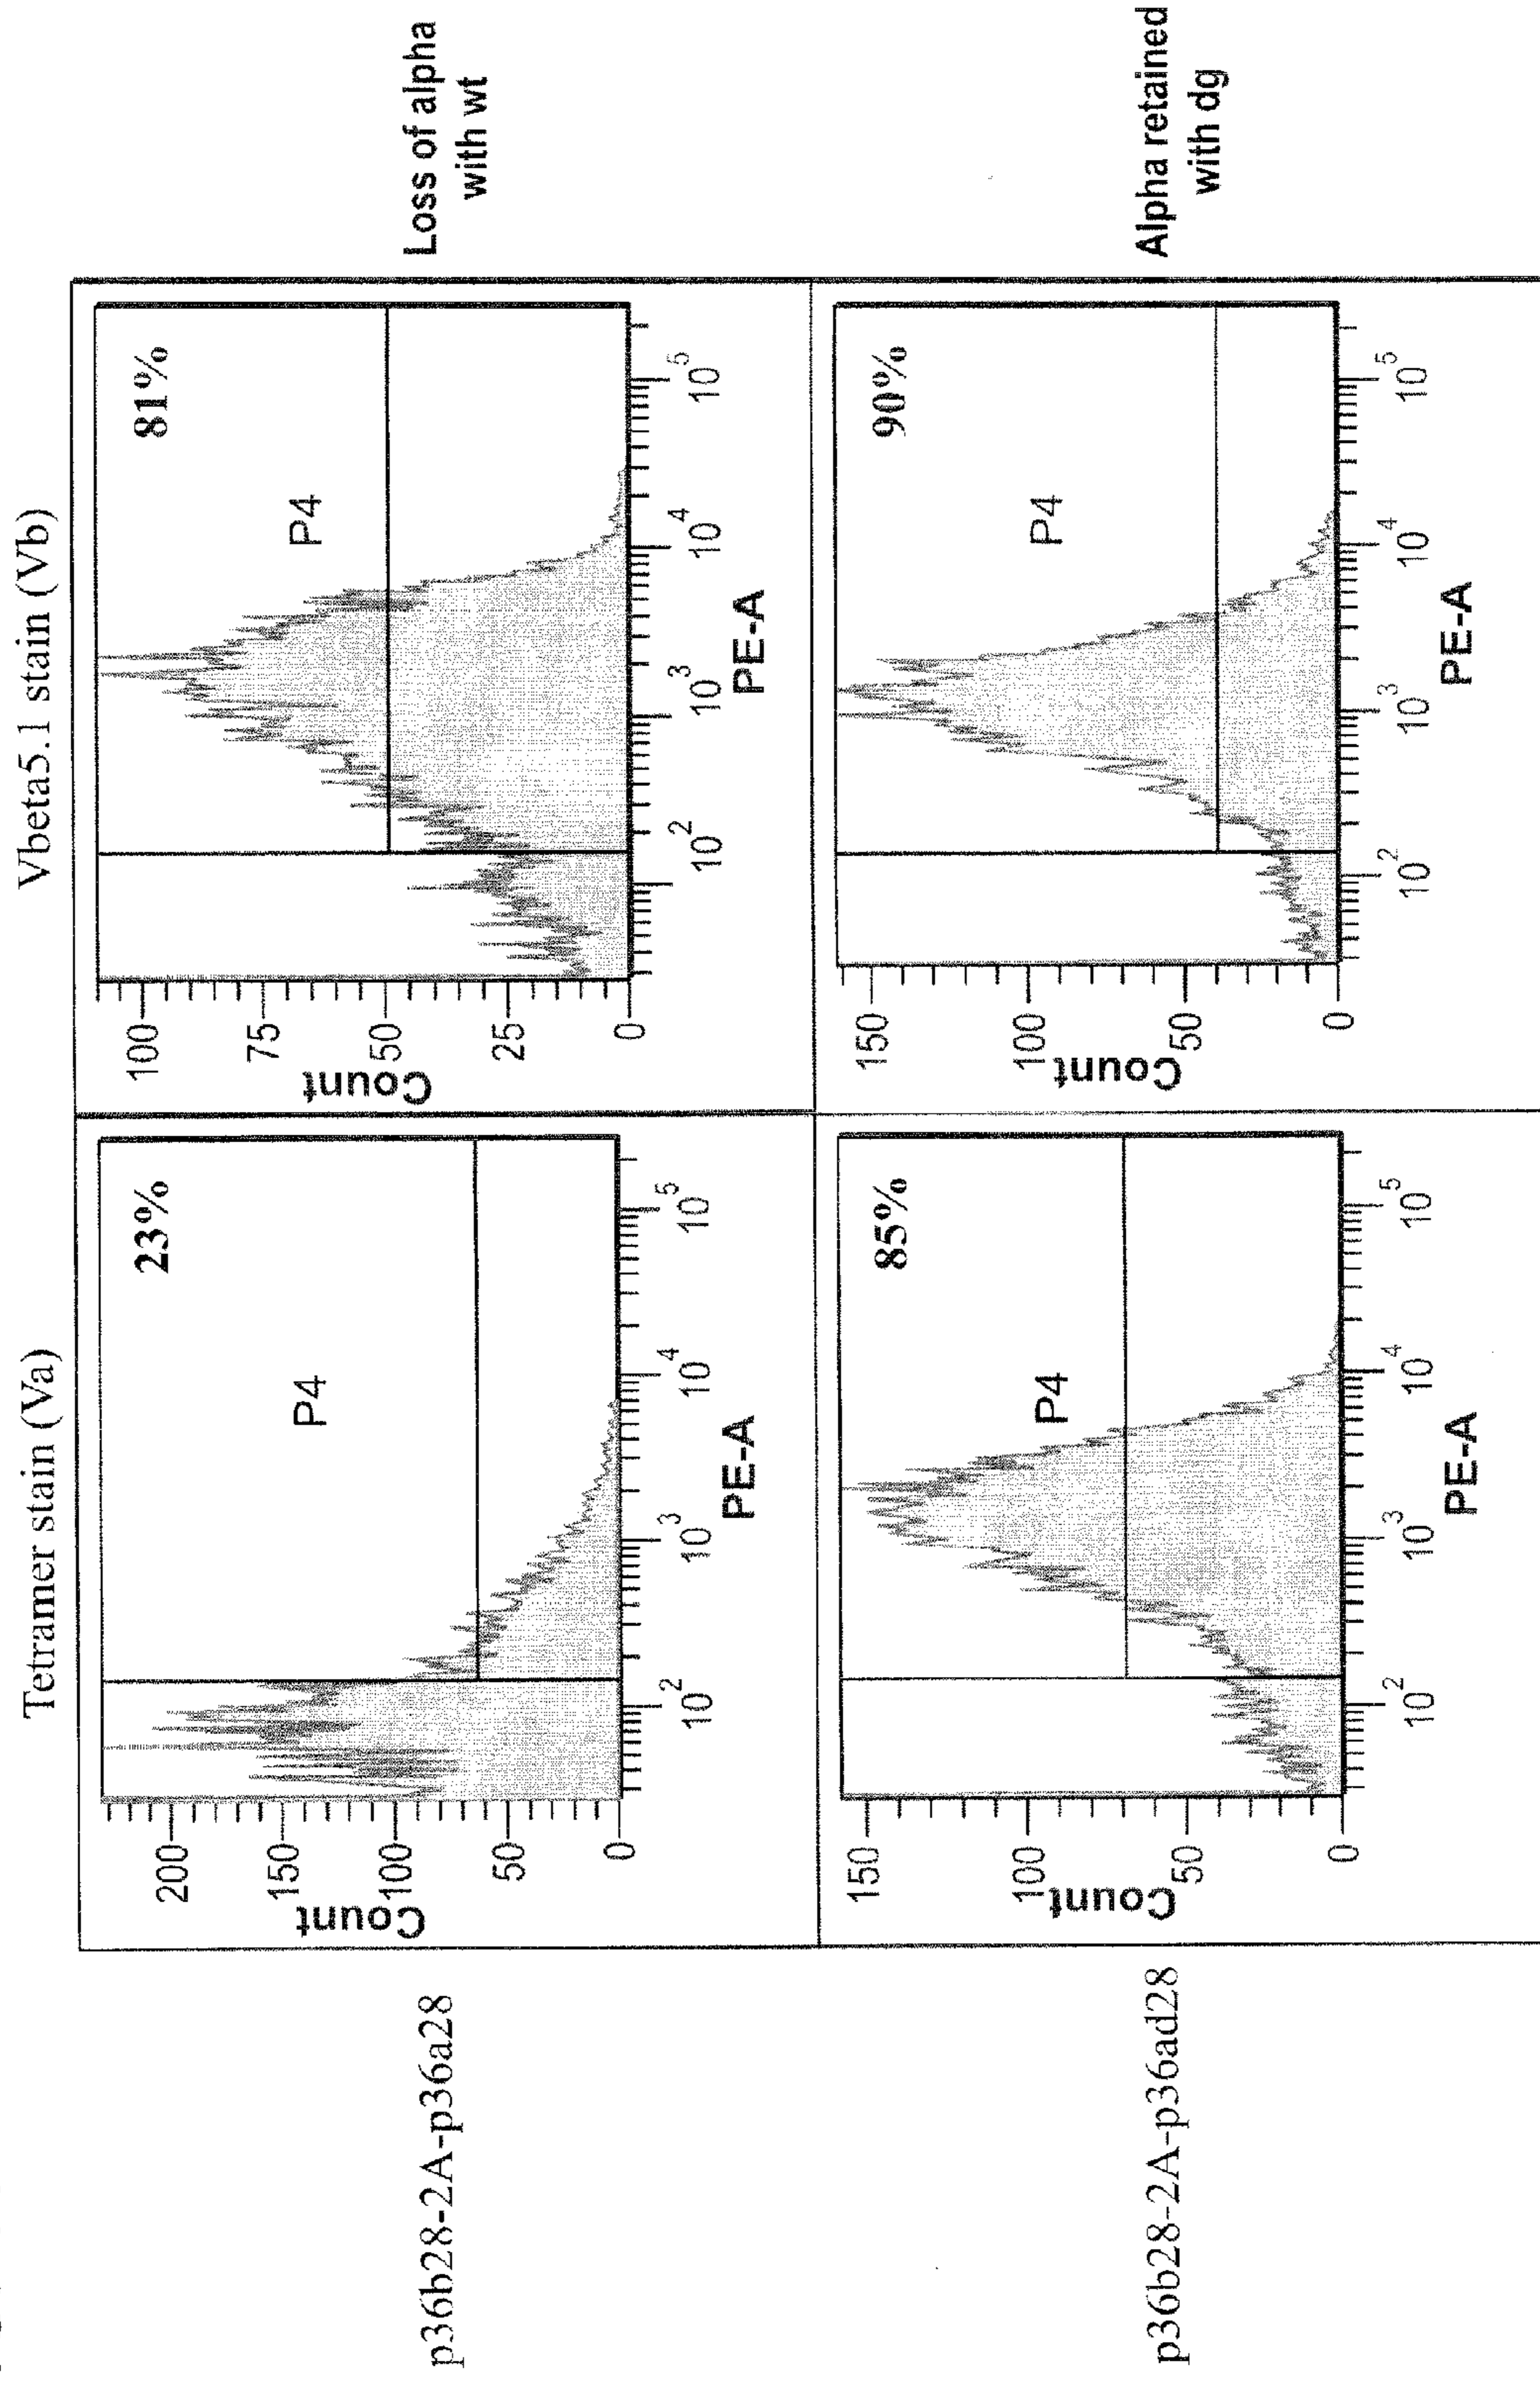 Tetramer stain (Va)
Vbeta5.1 stain (Vb)
p36b28-2A-p36a28
Count
200
150
100
50
0
P4
23%
10^2
10^3
10^4
10^5
PE-A
Count
100
75
50
25
0
P4
81%
10^2
10^3
10^4
10^5
PE-A
Loss of alpha
with wt
p36b28-2A-p36ad28
Count
150
100
50
0
P4
85%
10^2
10^3
10^4
10^5
PE-A
Count
150
100
50
0
P4
90%
10^2
10^3
10^4
10^5
PE-A
Alpha retained
with dg